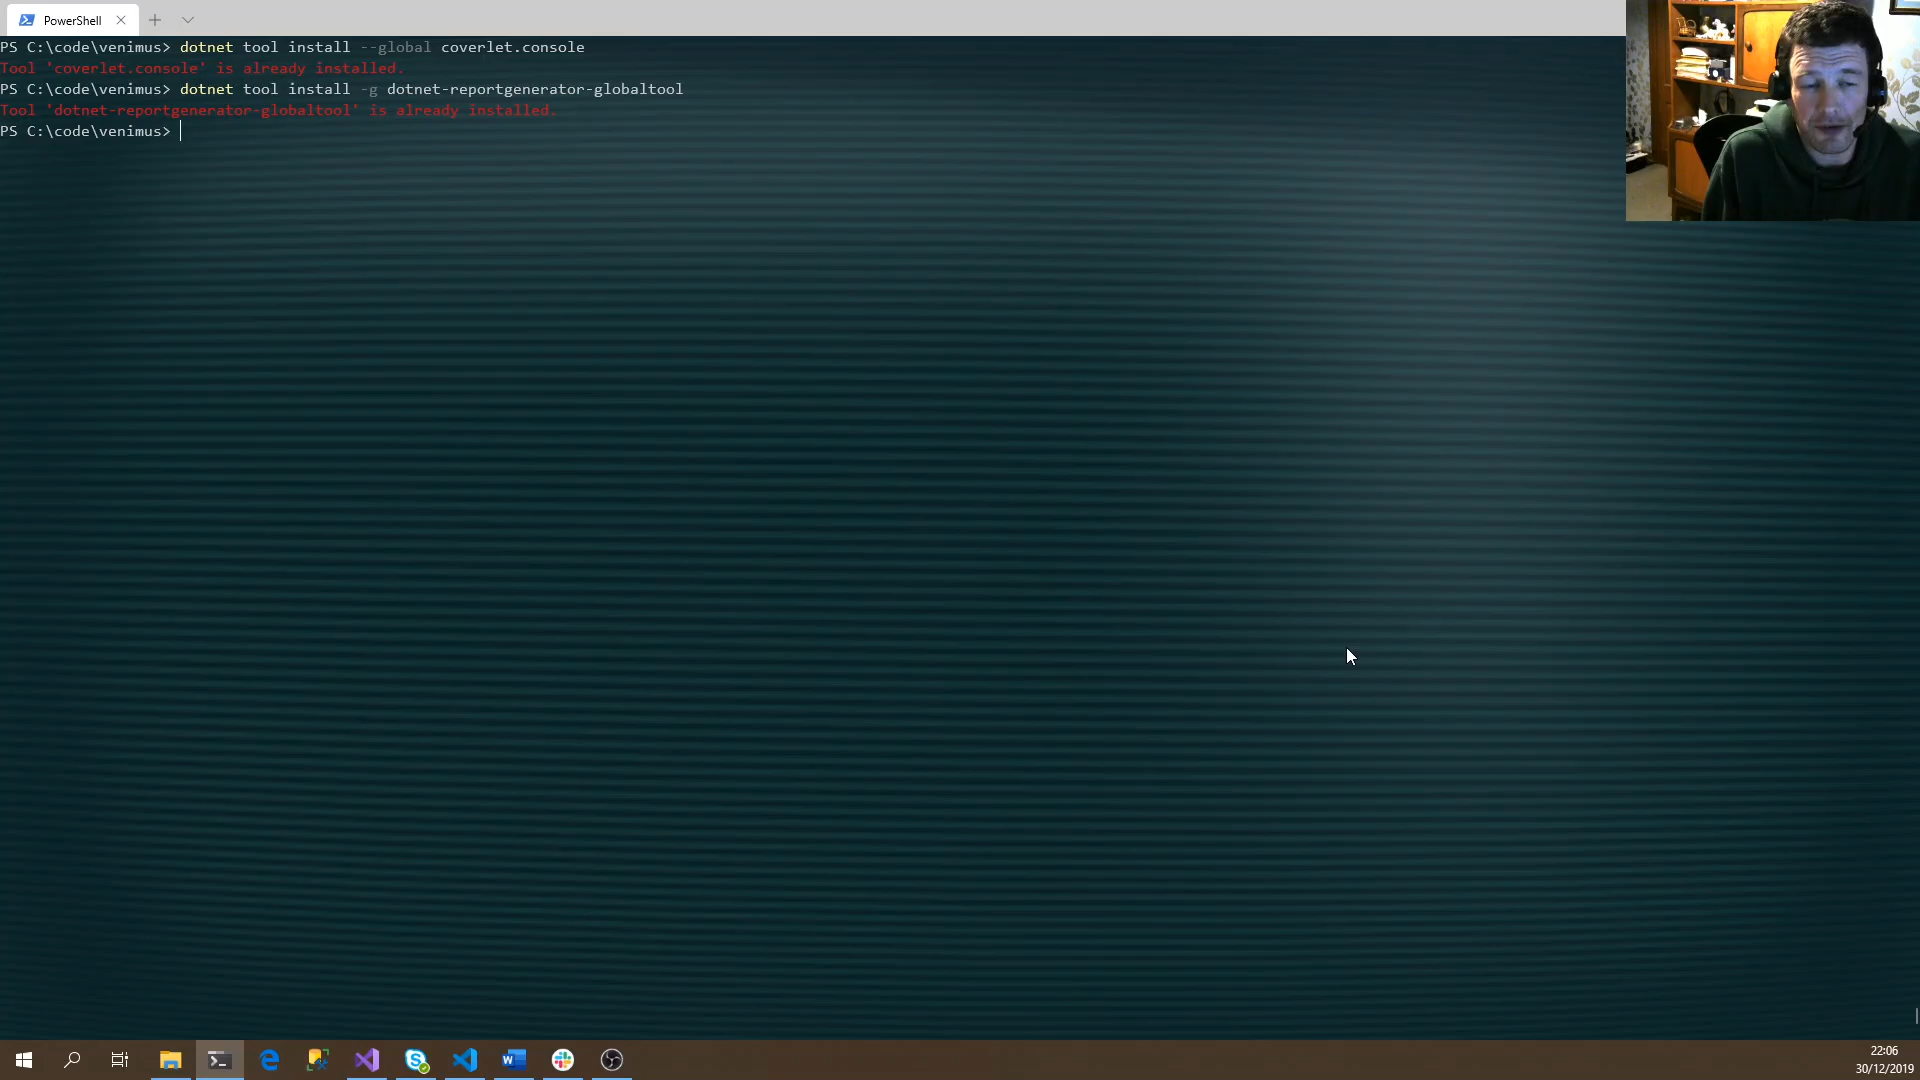 PowerShell
PS C:\code\venimus> dotnet tool install --global coverlet.console
Tool 'coverlet.console' is already installed.
PS C:\code\venimus> dotnet tool install -g dotnet-reportgenerator-globaltool
Tool 'dotnet-reportgenerator-globaltool' is already installed.
PS C:\code\venimus>
22:06
30/12/2019